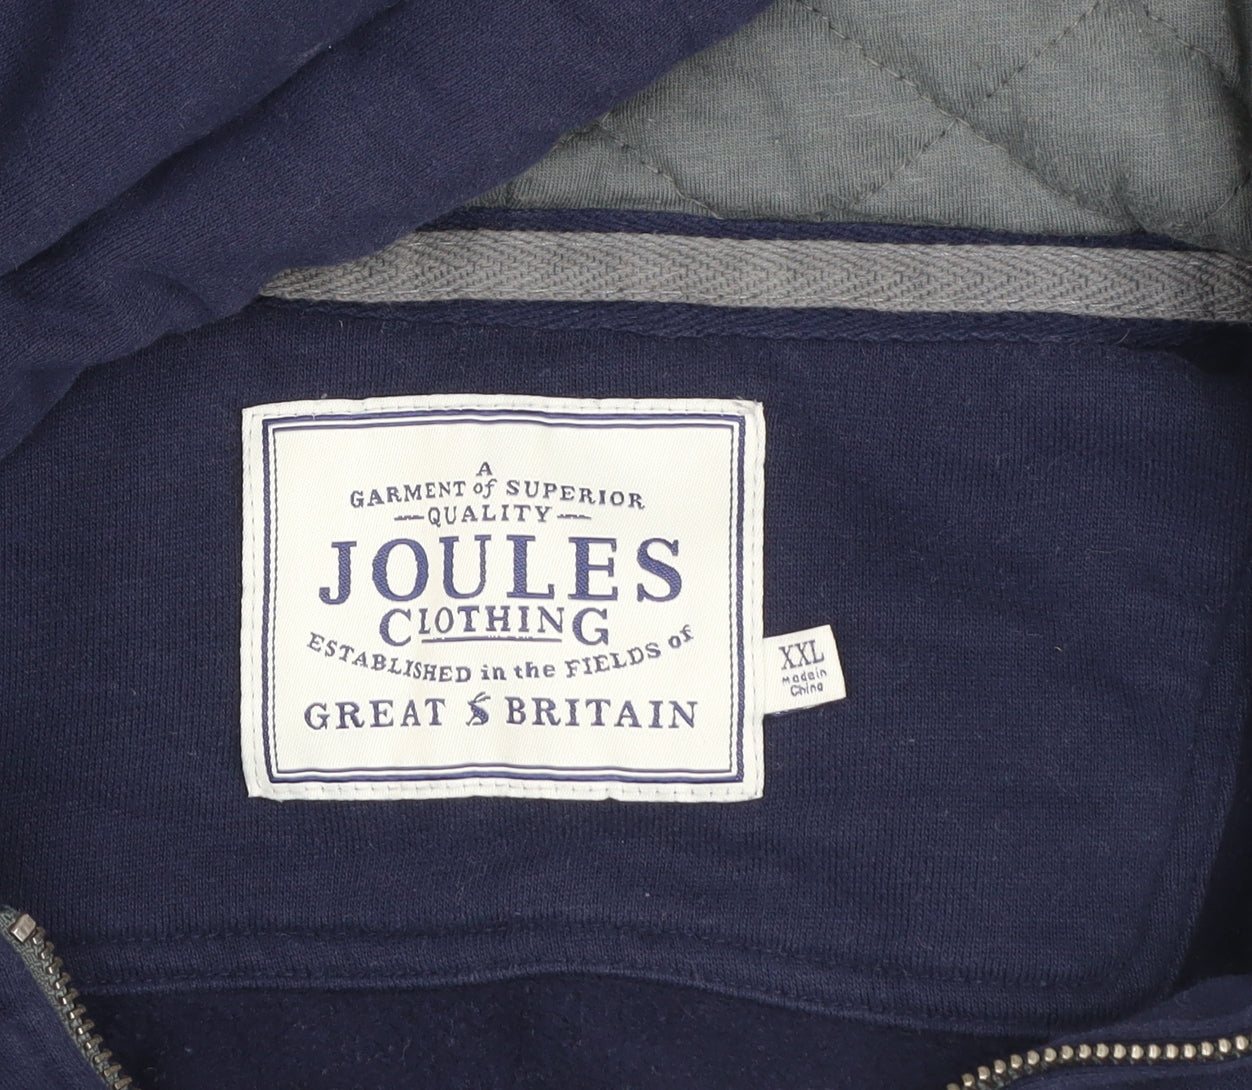 A
GARMENT of SUPERIOR
QUALITY
JOULES
CLOTHING
ESTABLISHED in the FIELDS of
GREAT BRITAIN
XXL
Made in
China